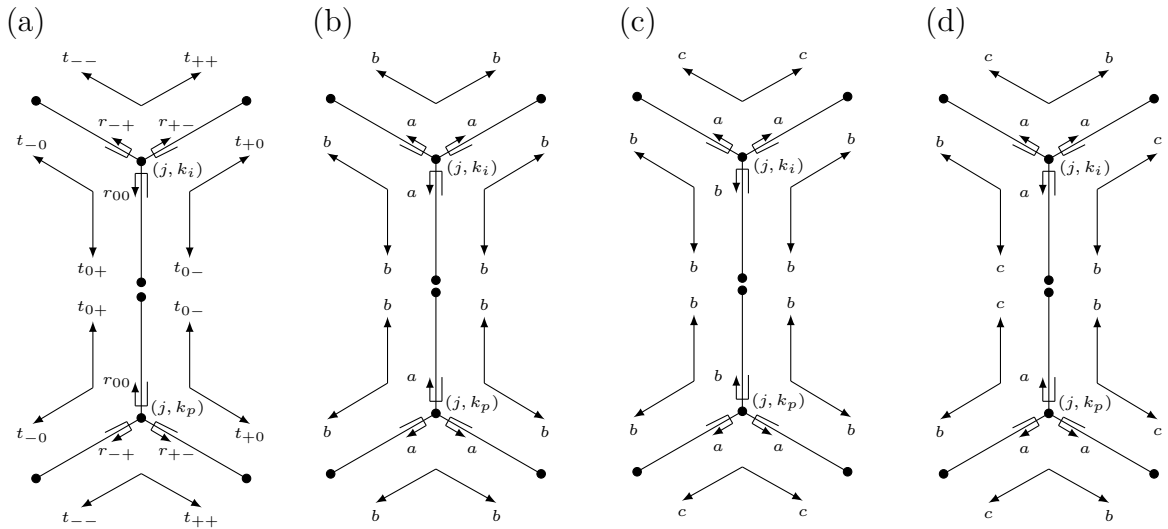 (a) (b) (c) (d)
t₋₋ t₊₊ b b c c c b
r₋₊ r₊₋ a a a a a a
t₋₀ t₊₀ b b b b b c
(j, kᵢ) (j, kᵢ) (j, kᵢ) (j, kᵢ)
r₀₀ a b a
t₀₊ t₀₋ b b b b c b
t₀₊ t₀₋ b b b b c b
r₀₀ a b a
(j, kₚ) (j, kₚ) (j, kₚ) (j, kₚ)
t₋₀ t₊₀ b b b b b c
r₋₊ r₊₋ a a a a a a
t₋₋ t₊₊ b b c c c b